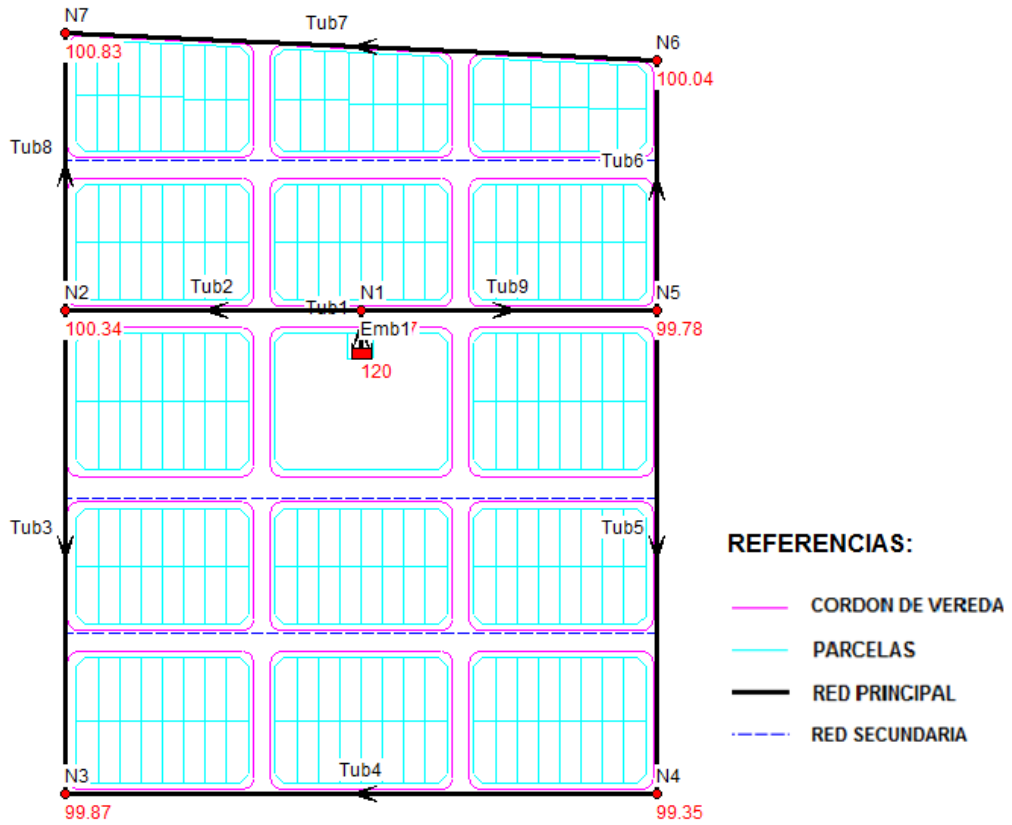 N7
Tub7
N6
100.83
100.04
Tub8
Tub6
N2
Tub2
N1
Tub9
N5
Tub1
100.34
Emb1
99.78
120
Tub3
Tub5
REFERENCIAS:
CORDON DE VEREDA
PARCELAS
RED PRINCIPAL
RED SECUNDARIA
N3
Tub4
N4
99.87
99.35